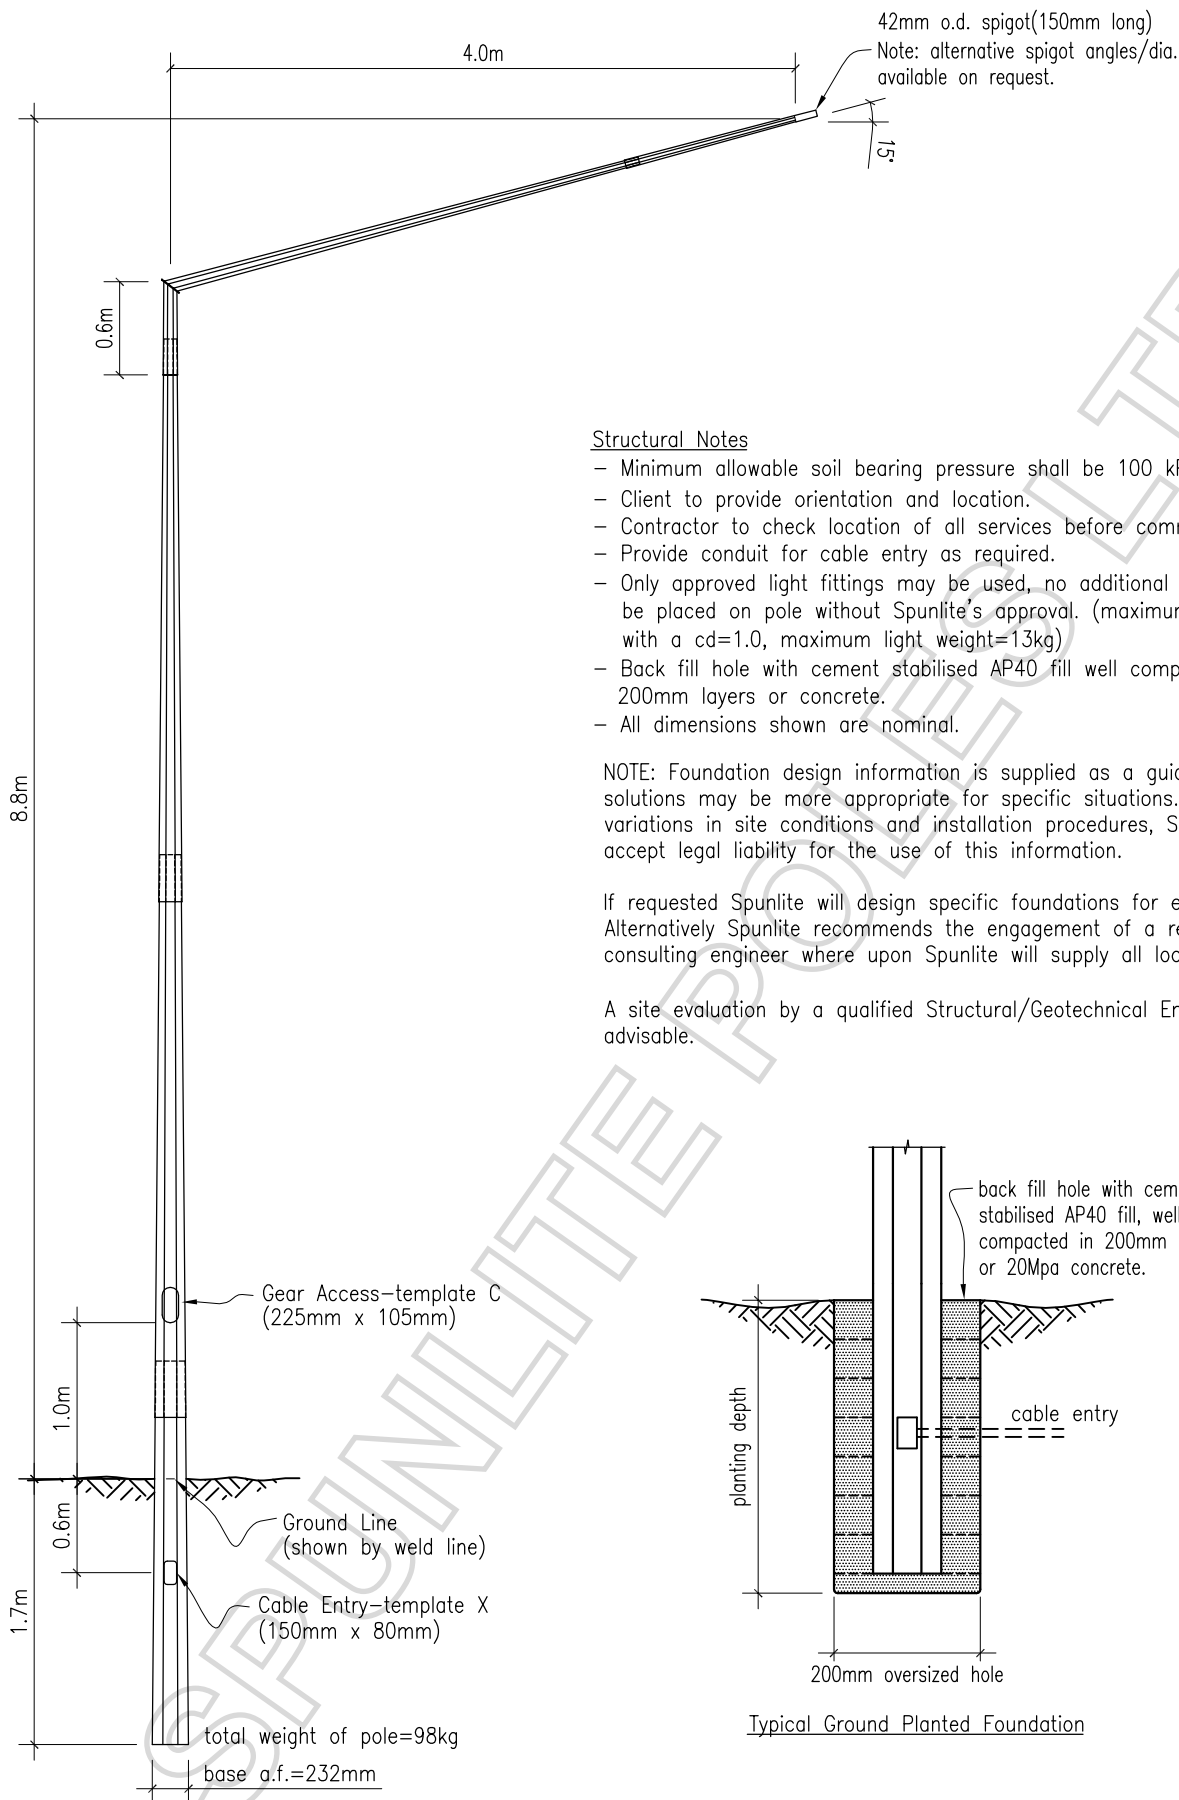 42mm o.d. spigot(150mm long)
Note: alternative spigot angles/dia.
available on request.
4.0m
15°
0.6m
Structural Notes
– Minimum allowable soil bearing pressure shall be 100
– Client to provide orientation and location.
– Contractor to check location of all services before
– Provide conduit for cable entry as required.
– Only approved light fittings may be used, no additional
be placed on pole without Spunlite's approval.
with a cd=1.0, maximum light weight=13kg)
– Back fill hole with cement stabilised AP40 fill well
200mm layers or concrete.
– All dimensions shown are nominal.
8.8m
NOTE: Foundation design information is supplied as a
solutions may be more appropriate for specific situations.
variations in site conditions and installation procedures,
accept legal liability for the use of this information.
If requested Spunlite will design specific foundations for
Alternatively Spunlite recommends the engagement of a
consulting engineer where upon Spunlite will supply all
A site evaluation by a qualified Structural/Geotechnical
advisable.
back fill hole with
stabilised AP40 fill,
compacted in 200mm
or 20Mpa concrete.
Gear Access–template C
(225mm x 105mm)
1.0m
planting depth
cable entry
0.6m
Ground Line
(shown by weld line)
Cable Entry–template X
(150mm x 80mm)
1.7m
200mm oversized hole
Typical Ground Planted Foundation
total weight of pole=98kg
base a.f.=232mm
SPUNLITE POLES